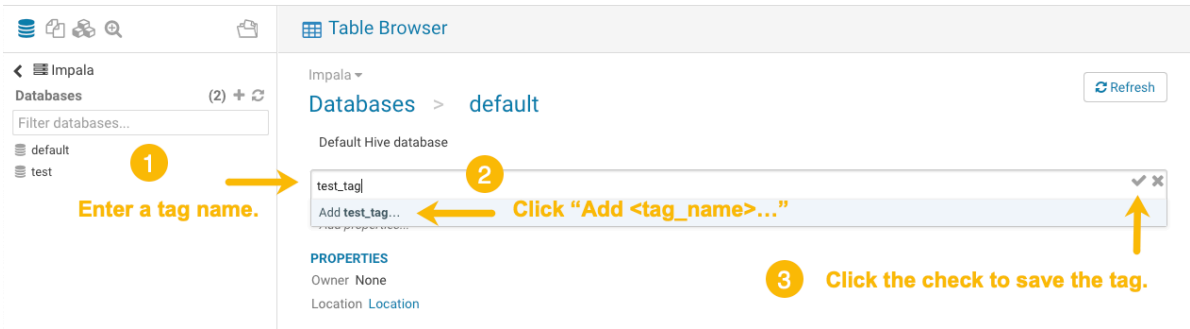 Table Browser
Impala
Databases (2)
Filter databases...
default
test
Impala
Databases > default
Refresh
Default Hive database
1
Enter a tag name.
test_tag
2
Add test_tag...
Click “Add <tag_name>...”
Add properties...
PROPERTIES
Owner None
Location Location
3 Click the check to save the tag.